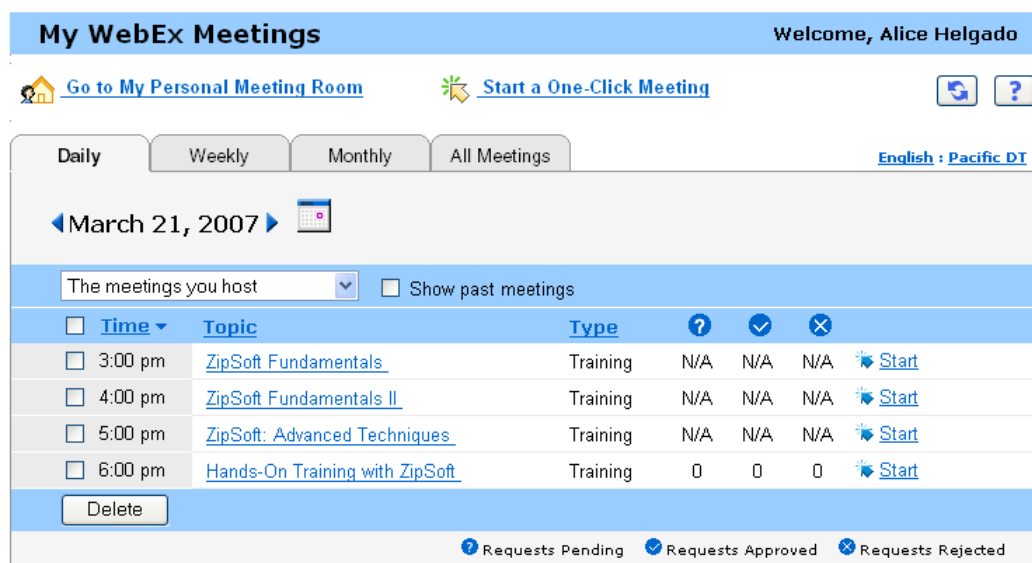 My WebEx Meetings Welcome, Alice Helgado
Go to My Personal Meeting Room Start a One-Click Meeting ?
Daily Weekly Monthly All Meetings English : Pacific DT
March 21, 2007
The meetings you host Show past meetings
Time Topic Type ?
3:00 pm ZipSoft Fundamentals Training N/A N/A N/A Start
4:00 pm ZipSoft Fundamentals II Training N/A N/A N/A Start
5:00 pm ZipSoft: Advanced Techniques Training N/A N/A N/A Start
6:00 pm Hands-On Training with ZipSoft Training 0 0 0 Start
Delete
? Requests Pending Requests Approved Requests Rejected